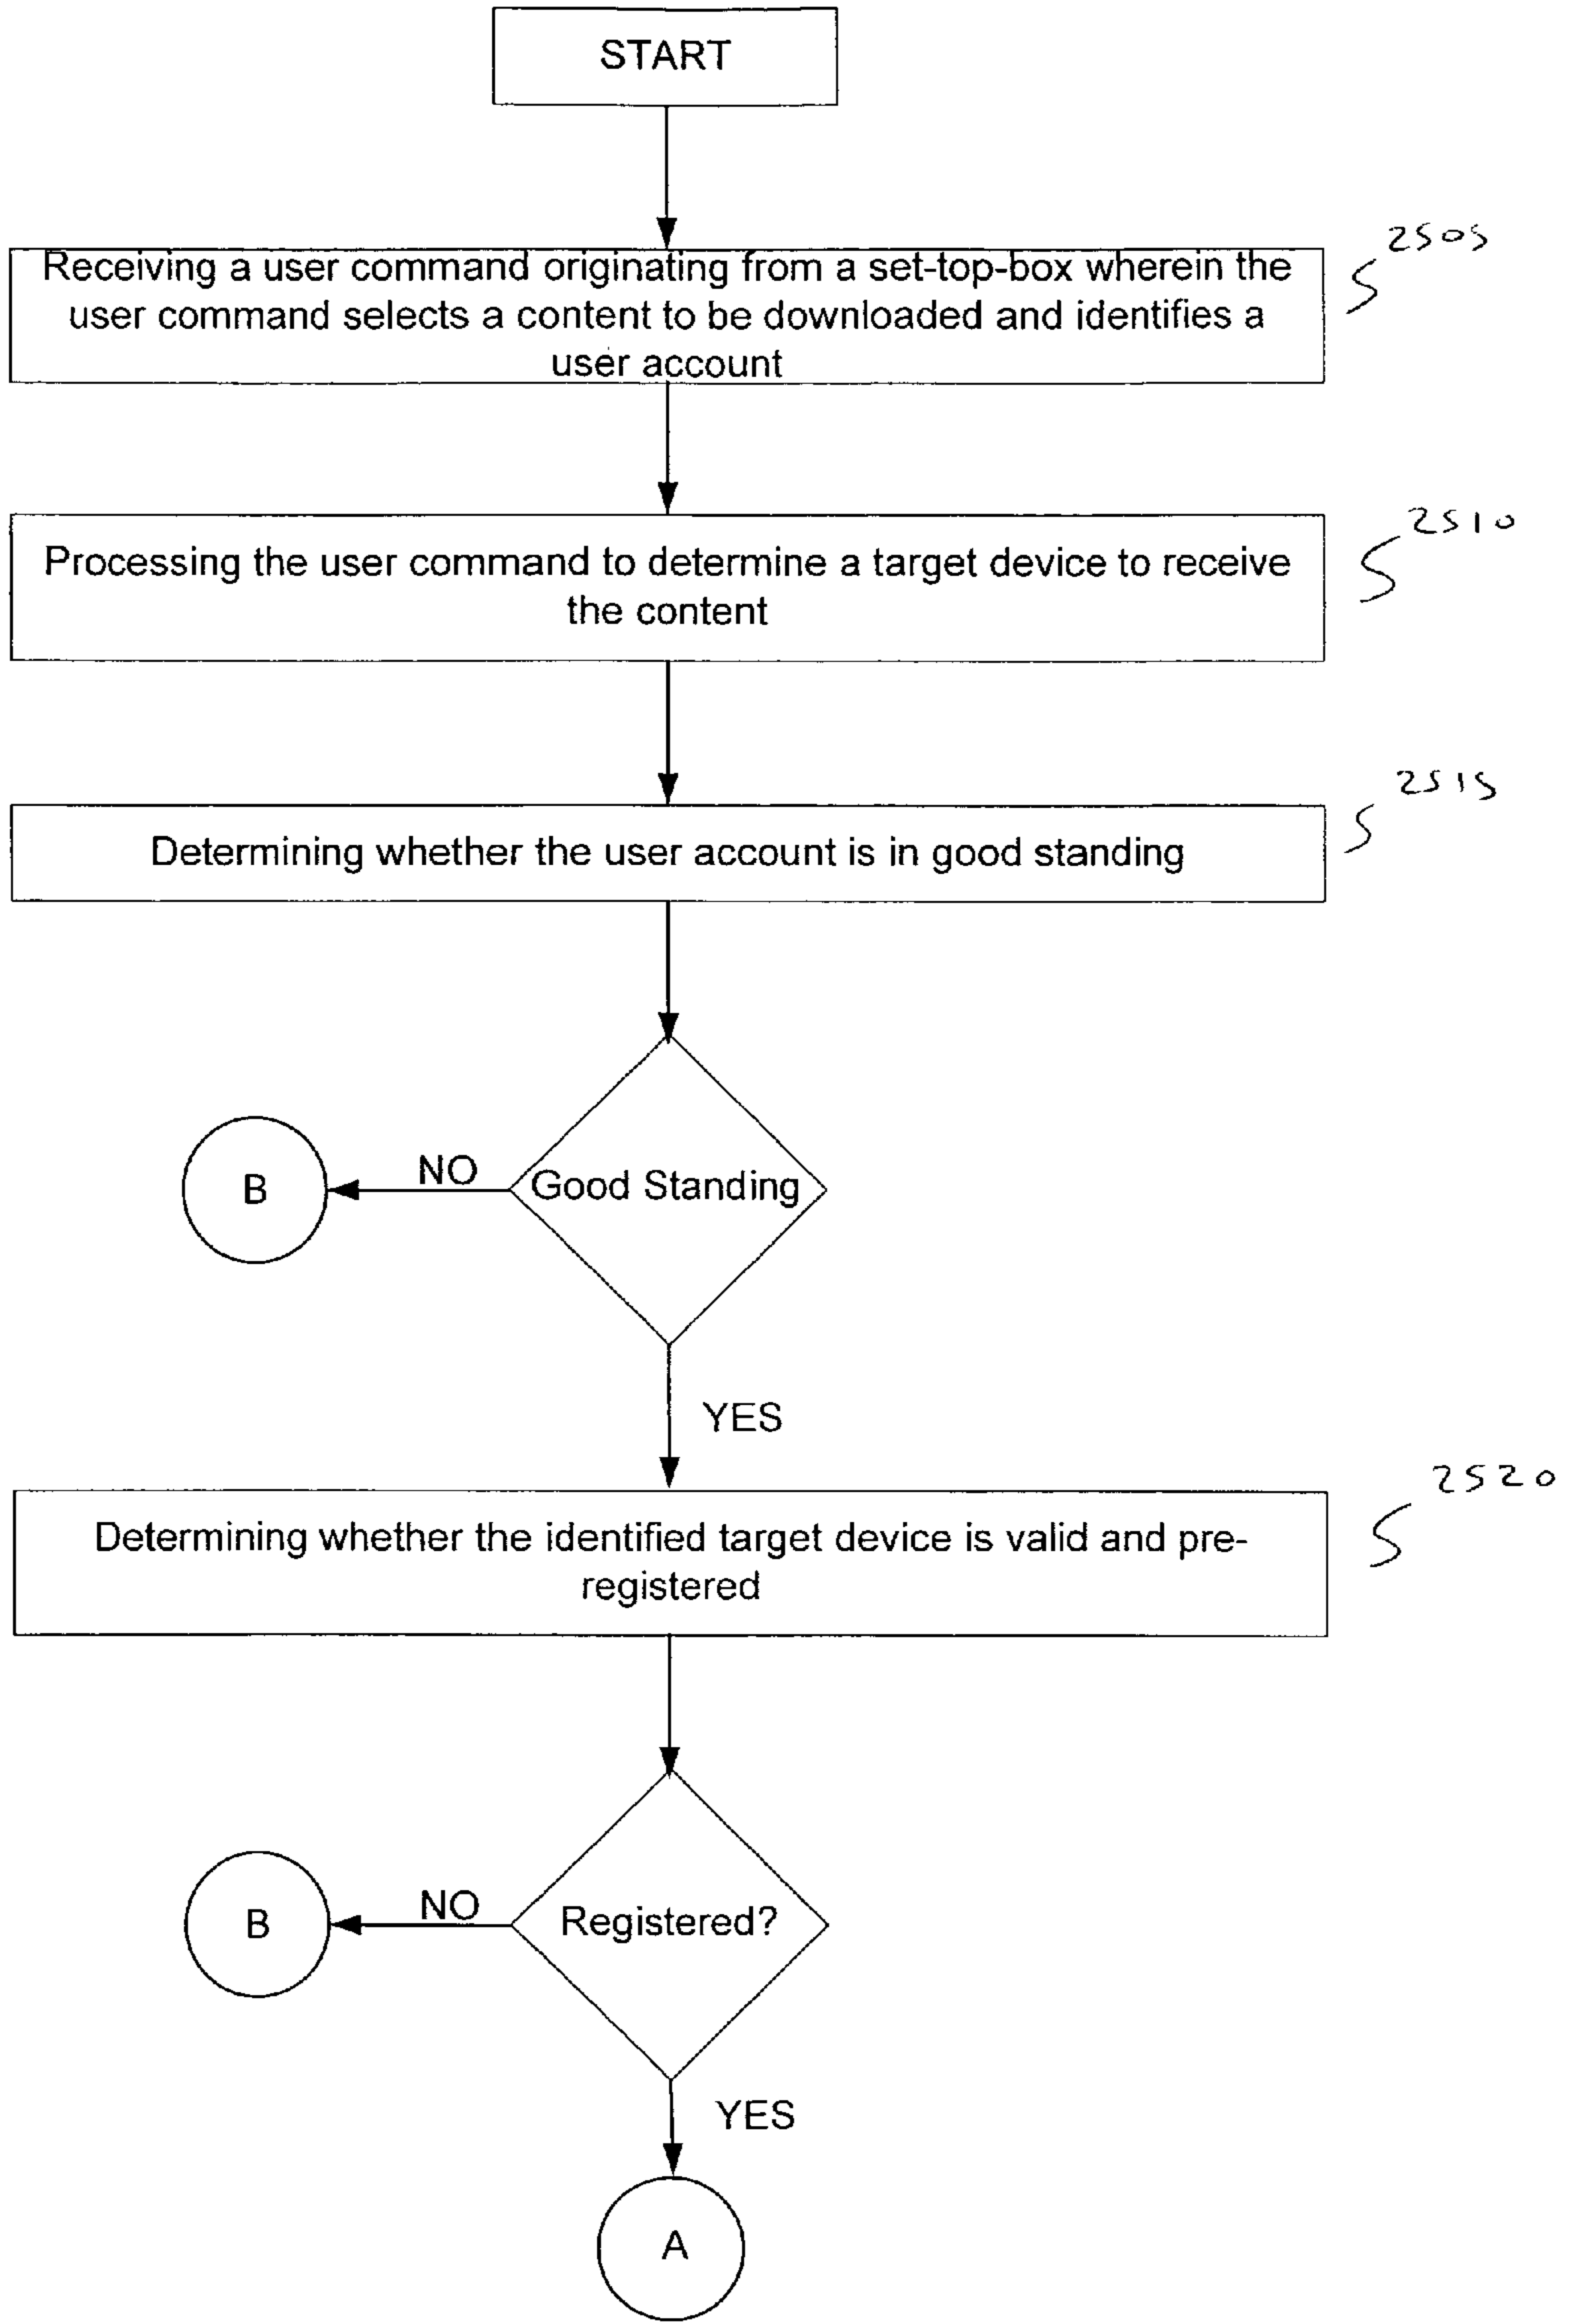 START
2505
Receiving a user command originating from a set-top-box wherein the
user command selects a content to be downloaded and identifies a
user account
2510
Processing the user command to determine a target device to receive
the content
2515
Determining whether the user account is in good standing
B
NO
Good Standing
YES
2520
Determining whether the identified target device is valid and pre-
registered
B
NO
Registered?
YES
A